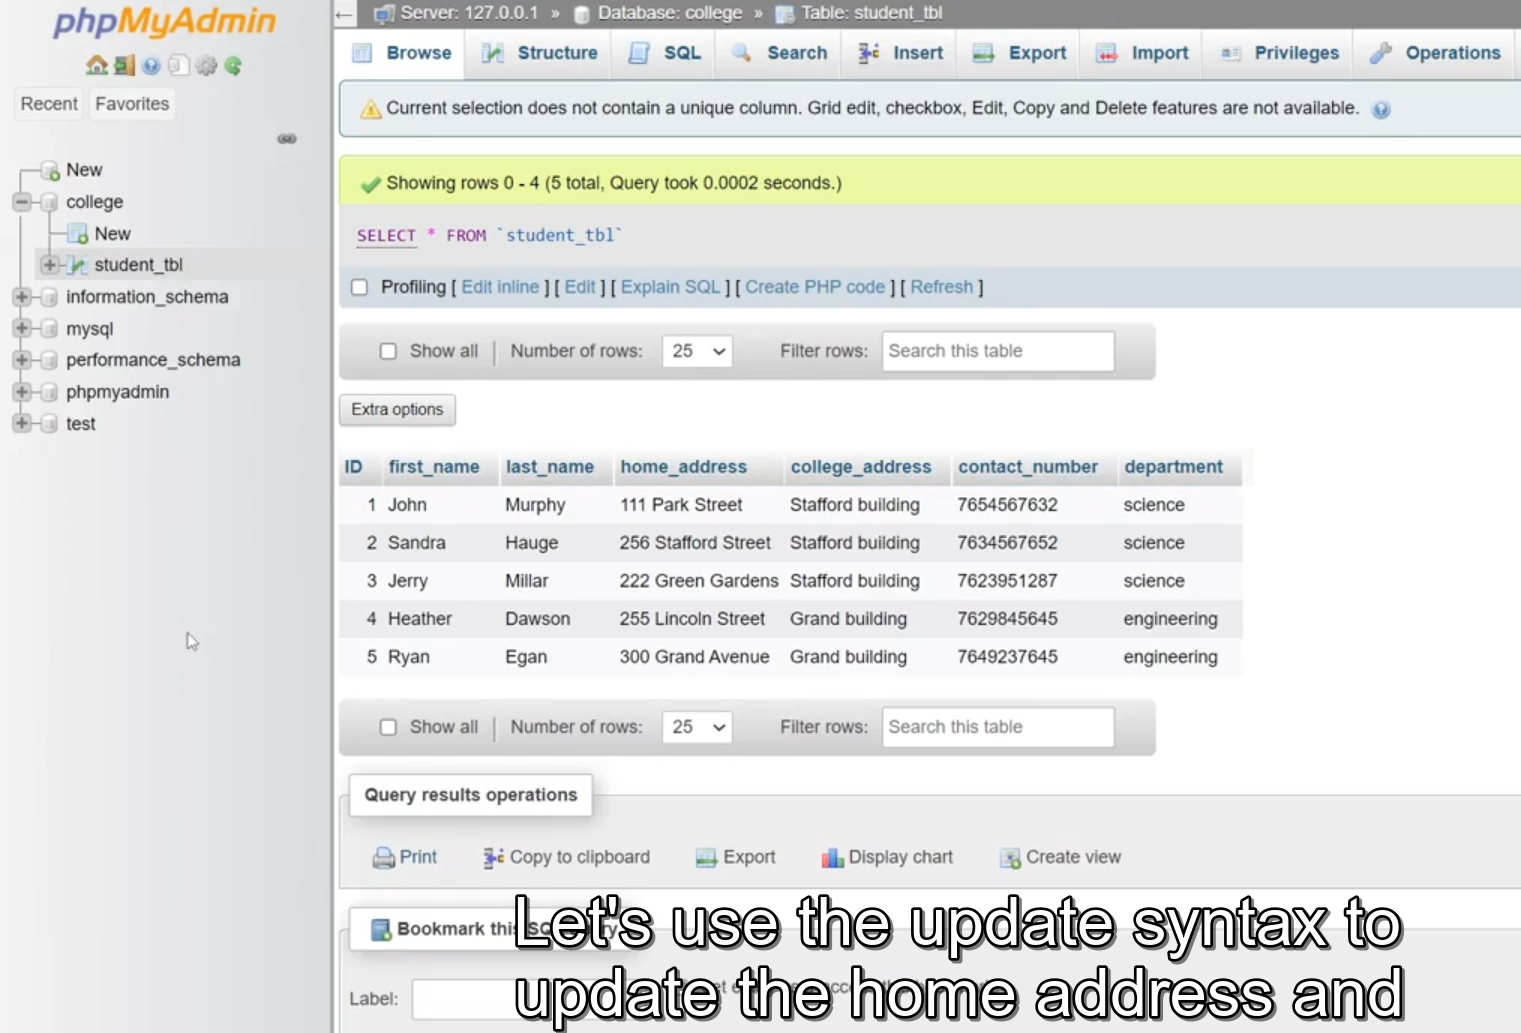 phpMyAdmin
Recent Favorites
New
college
New
student_tbl
information_schema
mysql
performance_schema
phpmyadmin
test
← Server: 127.0.0.1 » Database: college » Table: student_tbl
Browse Structure SQL Search Insert Export Import Privileges Operations
Current selection does not contain a unique column. Grid edit, checkbox, Edit, Copy and Delete features are not available.
Showing rows 0 - 4 (5 total, Query took 0.0002 seconds.)
SELECT * FROM `student_tbl`
Profiling [ Edit inline ] [ Edit ] [ Explain SQL ] [ Create PHP code ] [ Refresh ]
Show all | Number of rows: 25 Filter rows: Search this table
Extra options
ID first_name last_name home_address college_address contact_number department
1 John Murphy 111 Park Street Stafford building 7654567632 science
2 Sandra Hauge 256 Stafford Street Stafford building 7634567652 science
3 Jerry Millar 222 Green Gardens Stafford building 7623951287 science
4 Heather Dawson 255 Lincoln Street Grand building 7629845645 engineering
5 Ryan Egan 300 Grand Avenue Grand building 7649237645 engineering
Show all | Number of rows: 25 Filter rows: Search this table
Query results operations
Print Copy to clipboard Export Display chart Create view
Bookmark this SQL
Label:
Let's use the update syntax to
update the home address and